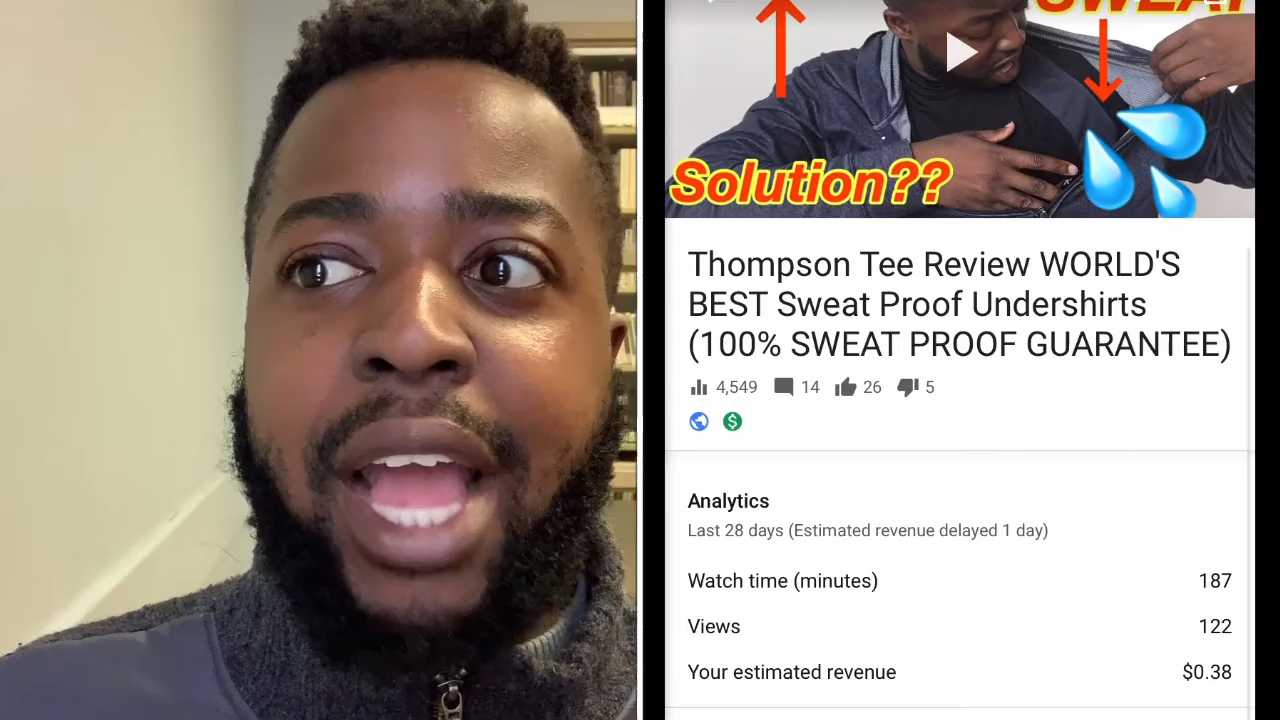 SWEAT
Solution??
Thompson Tee Review WORLD'S
BEST Sweat Proof Undershirts
(100% SWEAT PROOF GUARANTEE)
4,549 14 26 5
Analytics
Last 28 days (Estimated revenue delayed 1 day)
Watch time (minutes) 187
Views 122
Your estimated revenue $0.38